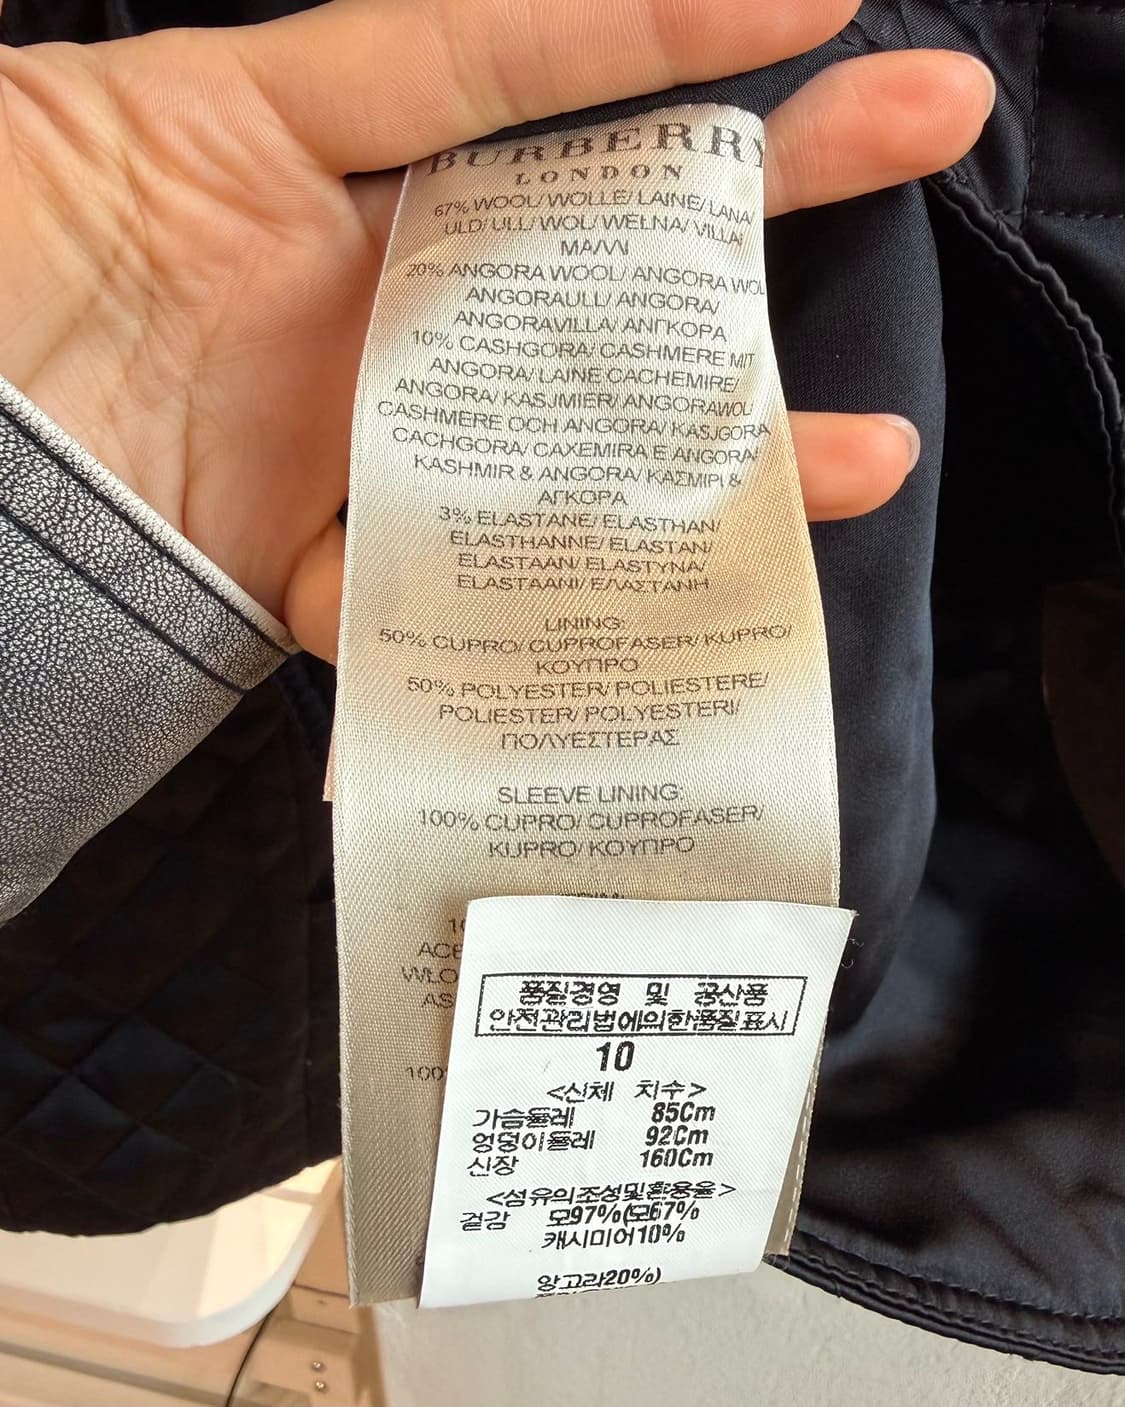 BURBERRY
LONDON
67% WOOL/ WOLLE/ LAINE/ LANA/
ULD/ ULL/ WOL WELNA/ VILLA/
ΜΑΛΛΙ
20% ANGORA WOOL/ ANGORA WOL
ANGORAULL/ ANGORA/
ANGORAVILLA/ ΑΝΓΚΟΡΑ
10% CASHGORA/ CASHMERE MIT
ANGORA/ LAINE CACHEMIRE/
ANGORA/ KASJMIER/ ANGORAWOL/
CASHMERE OCH ANGORA/ KASJGORA
CACHGORA/ CAXEMIRA E ANGORA/
KASHMIR & ANGORA/ ΚΑΣΜΙΡΙ &
ΑΓΚΟΡΑ
3% ELASTANE/ ELASTHAN/
ELASTHANNE/ ELASTAN/
ELASTAAN/ ELASTYNA/
ELASTAANI/ ΕΛΑΣΤΑΝΗ
LINING:
50% CUPRO/ CUPROFASER/ KUPRO/
ΚΟΥΠΡΟ
50% POLYESTER/ POLIESTERE/
POLIESTER/ POLYESTERI/
ΠΟΛΥΕΣΤΕΡΑΣ
SLEEVE LINING:
100% CUPRO/ CUPROFASER/
KUPRO/ ΚΟΥΠΡΟ
10
ACE
WLO
AS
100
품질경영 및 공산품
안전관리법에의한품질표시
10
<신체 치수>
가슴둘레 85Cm
엉덩이둘레 92Cm
신장 160Cm
<섬유의조성및혼용율>
겉감 모97%(모67%
캐시미어10%
앙고라20%)